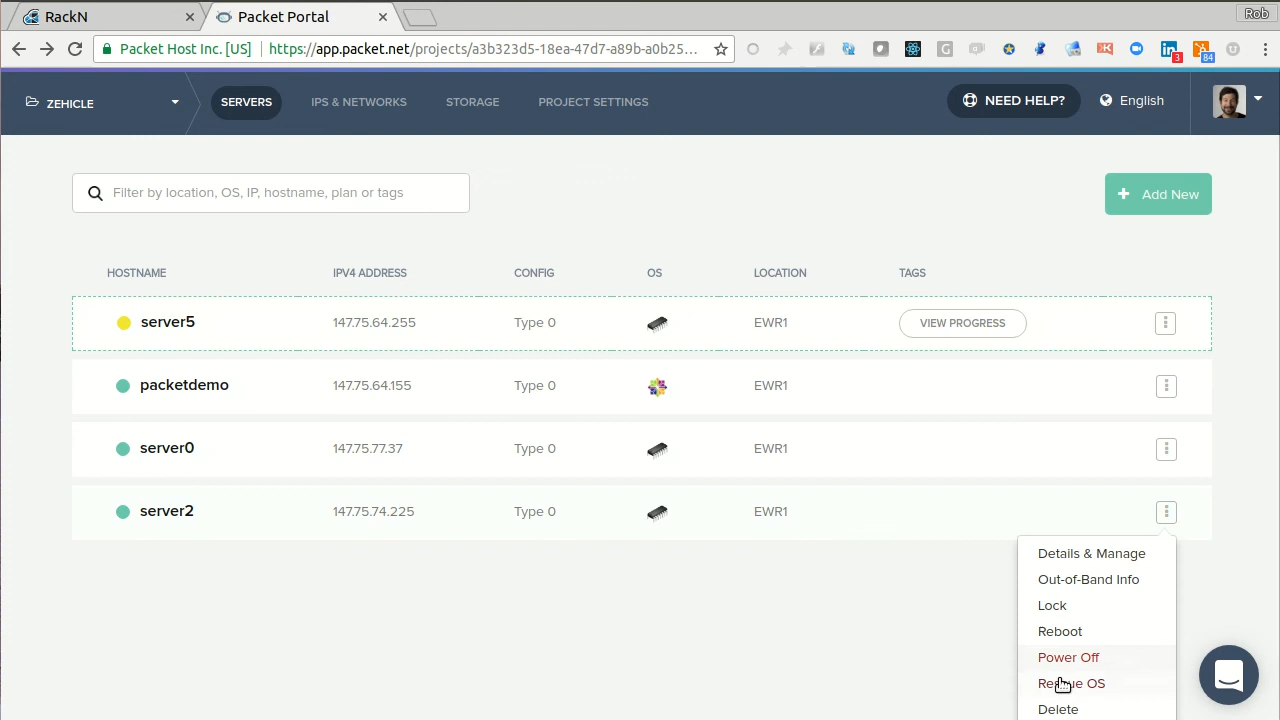 RackN
Packet Portal
Rob
Packet Host Inc. [US]
https://app.packet.net/projects/a3b323d5-18ea-47d7-a89b-a0b25...
3
84
ZEHICLE
SERVERS
IPS & NETWORKS
STORAGE
PROJECT SETTINGS
NEED HELP?
English
Filter by location, OS, IP, hostname, plan or tags
+ Add New
HOSTNAME IPV4 ADDRESS CONFIG OS LOCATION TAGS
server5 147.75.64.255 Type 0 EWR1 VIEW PROGRESS
packetdemo 147.75.64.155 Type 0 EWR1
server0 147.75.77.37 Type 0 EWR1
server2 147.75.74.225 Type 0 EWR1
Details & Manage
Out-of-Band Info
Lock
Reboot
Power Off
Rescue OS
Delete